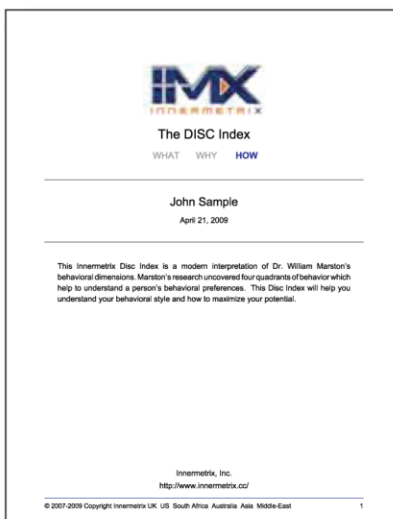 IMX
INNERMETRIX
The DISC Index
WHAT WHY HOW
John Sample
April 21, 2009
This Innermetrix Disc Index is a modern interpretation of Dr. William Marston's
behavioral dimensions. Marston's research uncovered four quadrants of behavior which
help to understand a person's behavioral preferences. This Disc Index will help you
understand your behavioral style and how to maximize your potential.
Innermetrix, Inc.
http://www.innermetrix.cc/
© 2007-2009 Copyright Innermetrix UK US South Africa Australia Asia Middle-East 1